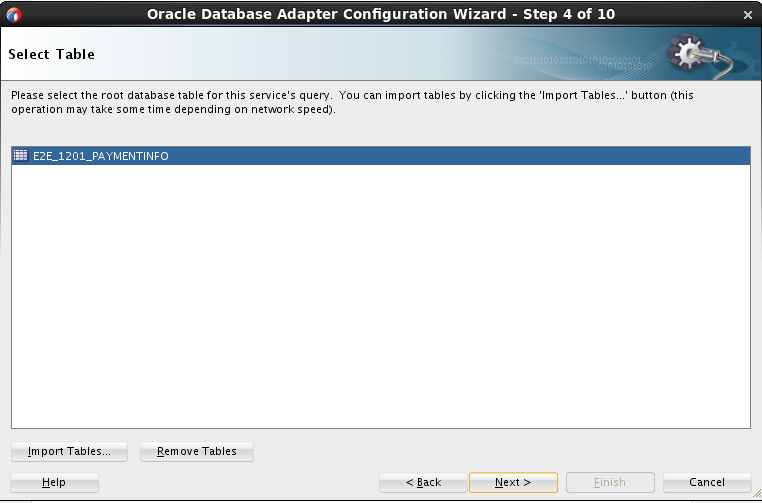 Oracle Database Adapter Configuration Wizard - Step 4 of 10
Select Table
0101010101010101010101010101
01010101010
Please select the root database table for this service's query.  You can import tables by clicking the 'Import Tables...' button (this
operation may take some time depending on network speed).
E2E_1201_PAYMENTINFO
Import Tables...
Remove Tables
Help
< Back
Next >
Finish
Cancel